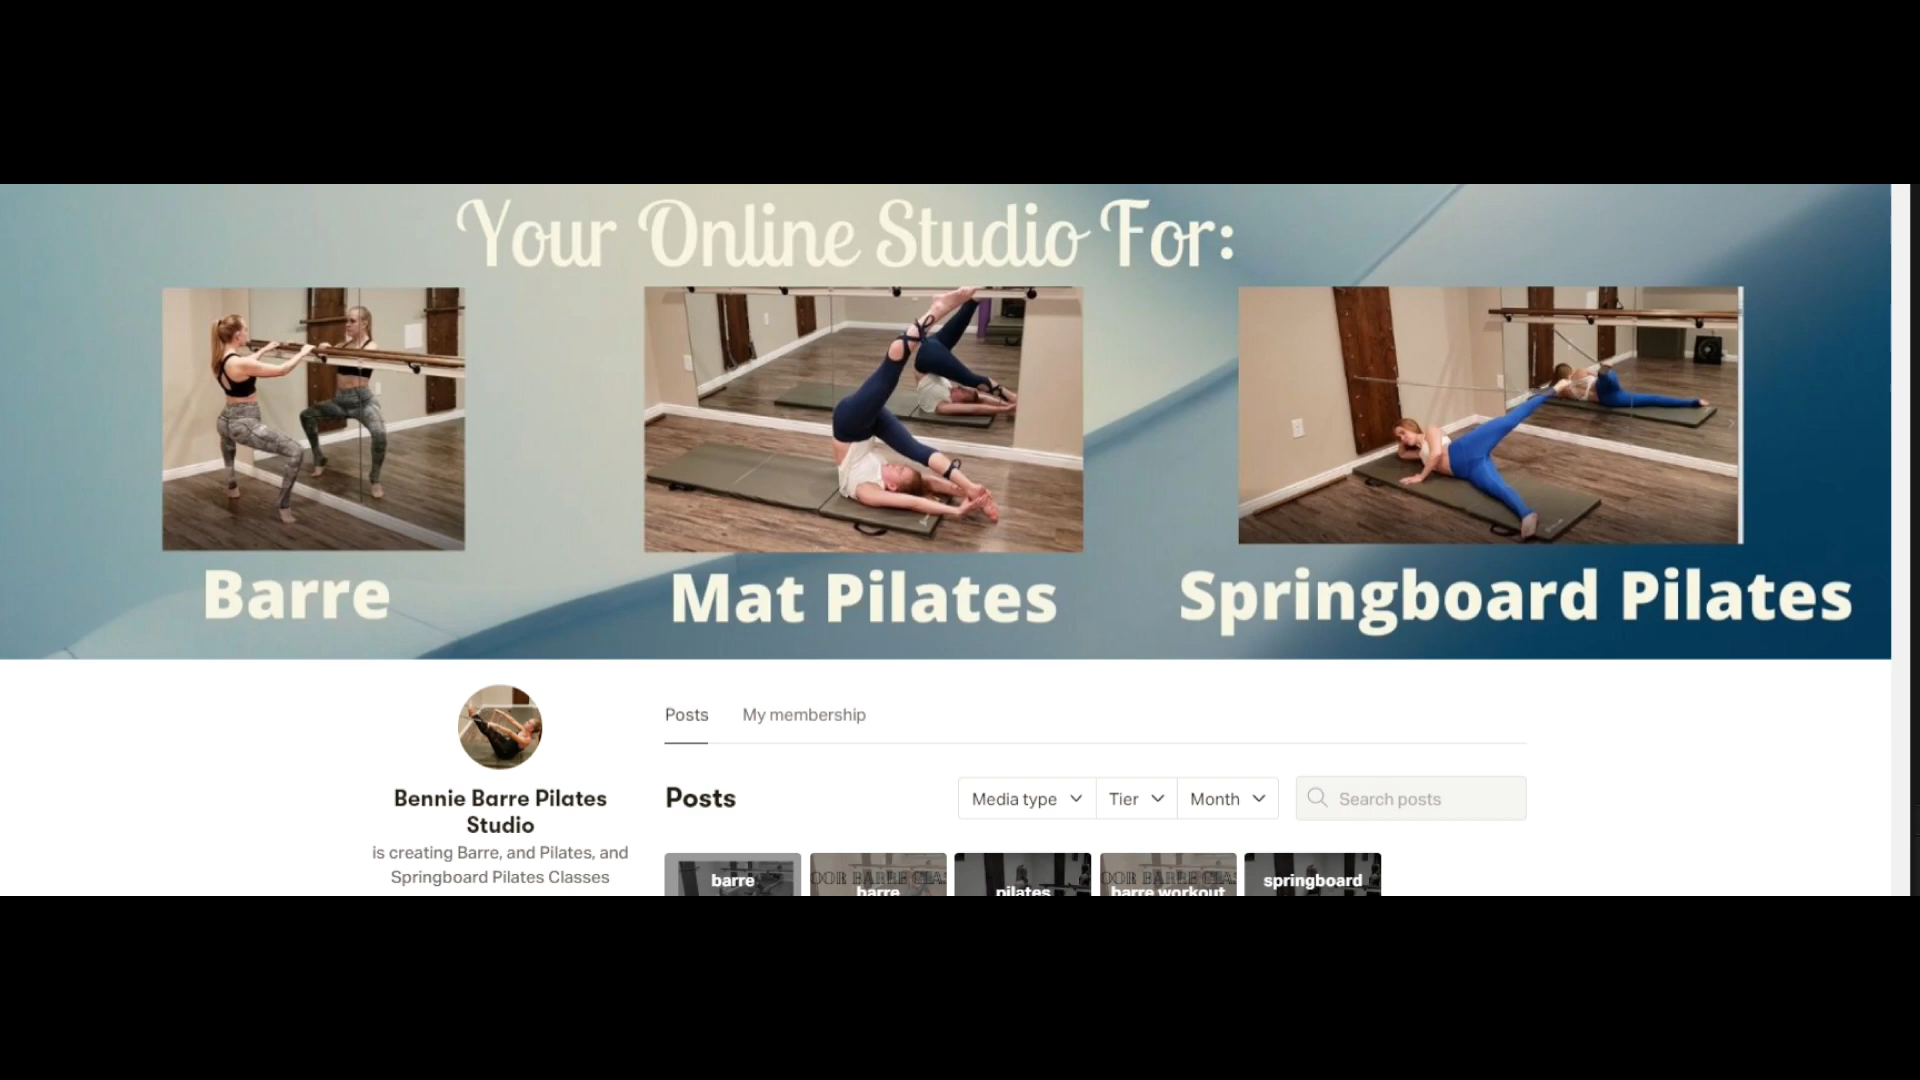 Your Online Studio For:
Barre
Mat Pilates
Springboard Pilates
Posts
My membership
Bennie Barre Pilates
Studio
is creating Barre, and Pilates, and
Springboard Pilates Classes
Posts
Media type
Tier
Month
Search posts
barre
barre
pilates
barre workout
springboard